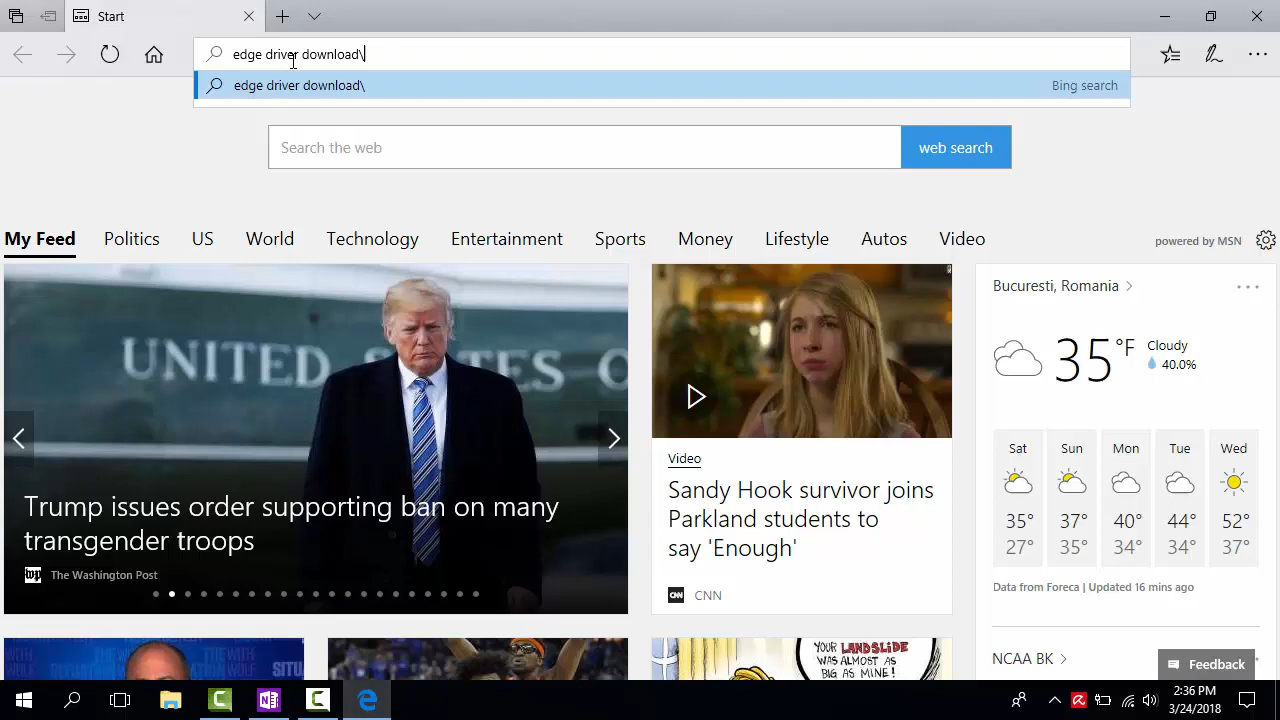 Start
edge driver download\
edge driver download\ Bing search
Search the web web search
My Feed Politics US World Technology Entertainment Sports Money Lifestyle Autos Video powered by MSN
UNITED STATES O
Trump issues order supporting ban on many
transgender troops
wp The Washington Post
Video
Sandy Hook survivor joins
Parkland students to
say 'Enough'
CNN CNN
Bucuresti, Romania
35 °F Cloudy
40.0%
Sat Sun Mon Tue Wed
35° 37° 40° 44° 52°
27° 35° 34° 34° 37°
Data from Foreca | Updated 16 mins ago
NCAA BK
Feedback
SITU
YOUR LANDSLIDE
WAS ALMOST AS
BIG AS MINE!
2:36 PM
3/24/2018